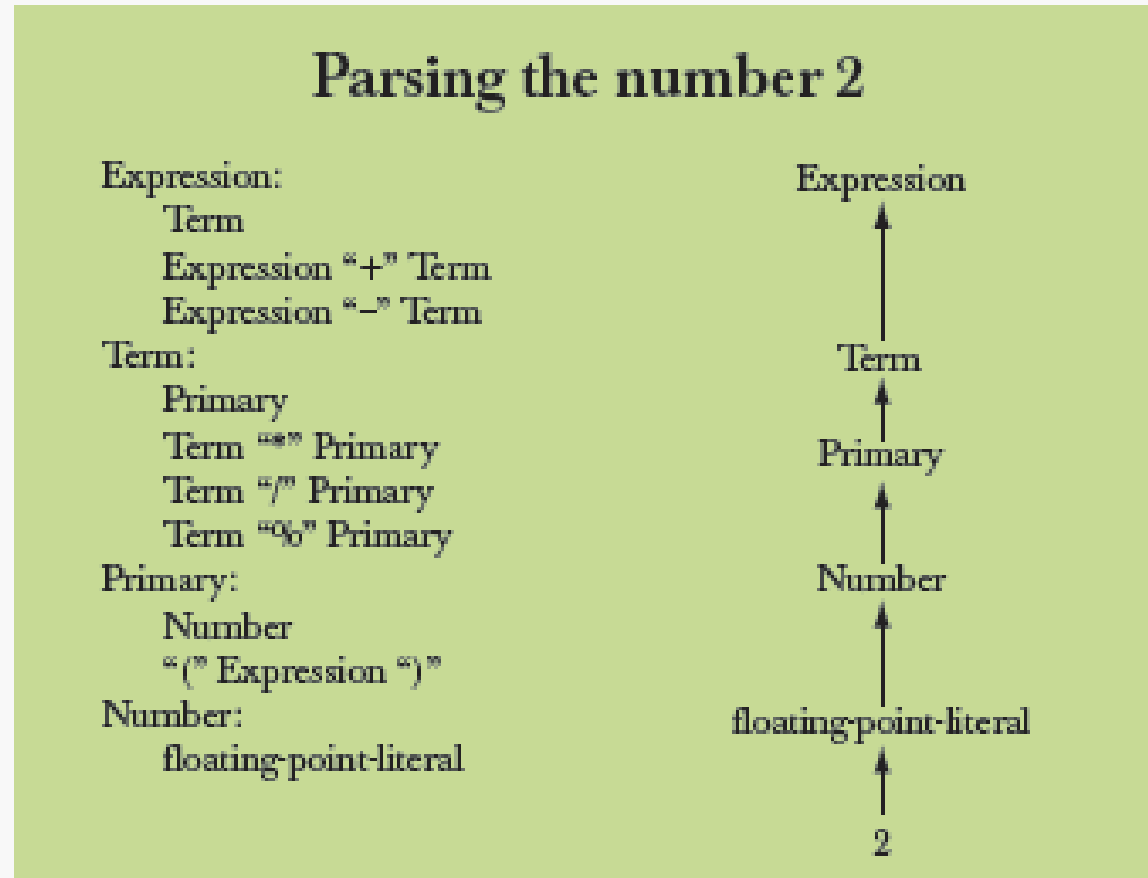 Parsing the number 2
Expression:
Term
Expression “+” Term
Expression “–” Term
Term:
Primary
Term “*” Primary
Term “/” Primary
Term “%” Primary
Primary:
Number
“(” Expression “)”
Number:
floating-point-literal
Expression
Term
Primary
Number
floating-point-literal
2